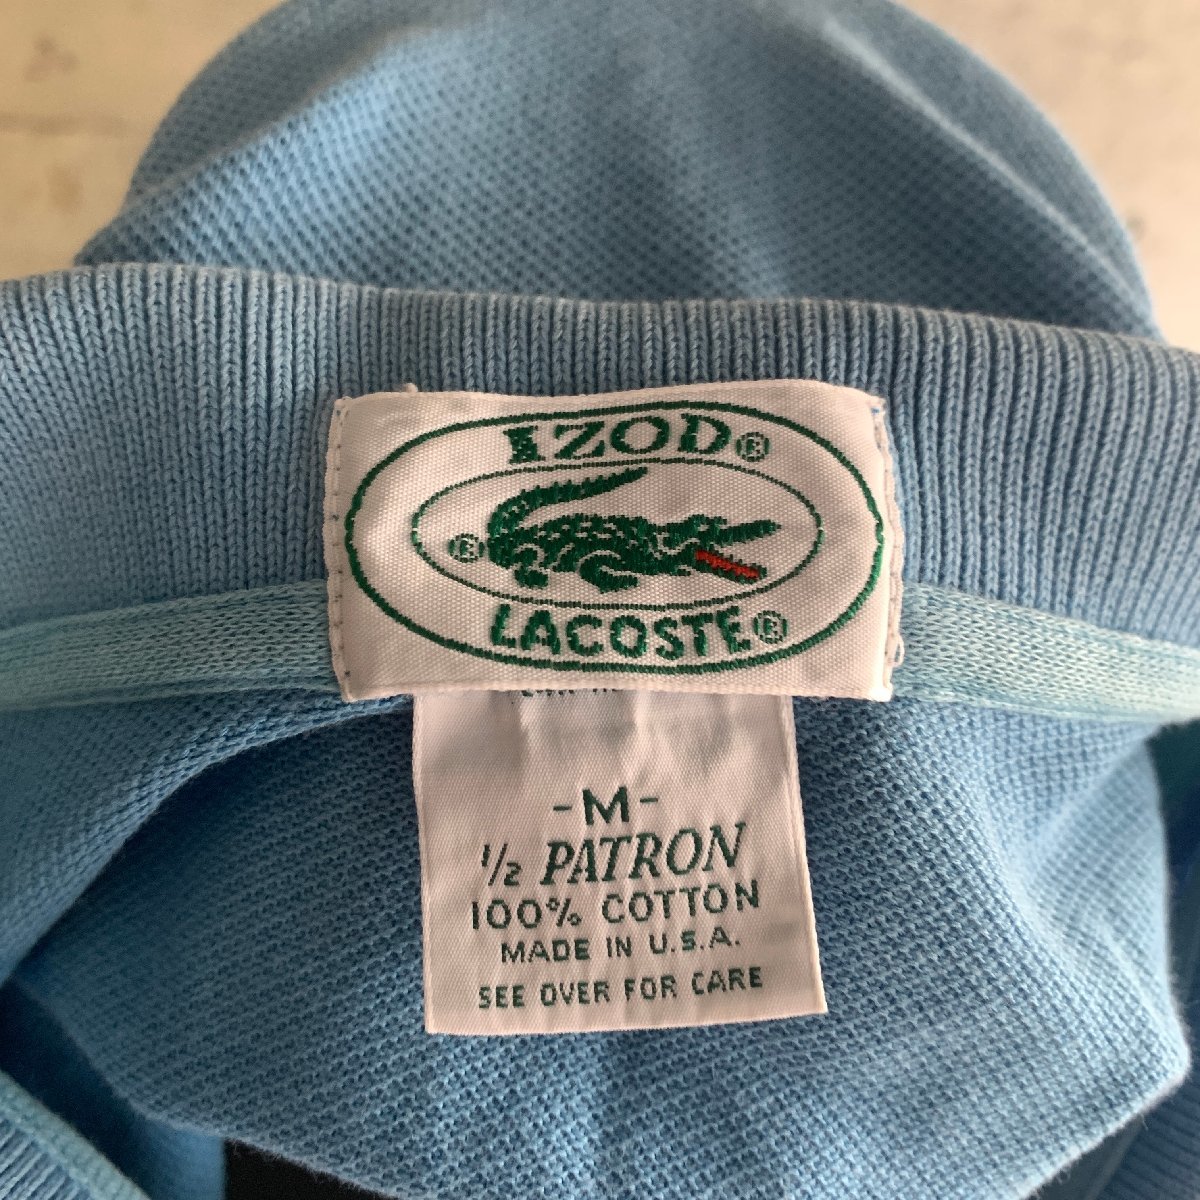 IZOD®
®
LACOSTE®
-M-
1/2 PATRON
100% COTTON
MADE IN U.S.A.
SEE OVER FOR CARE